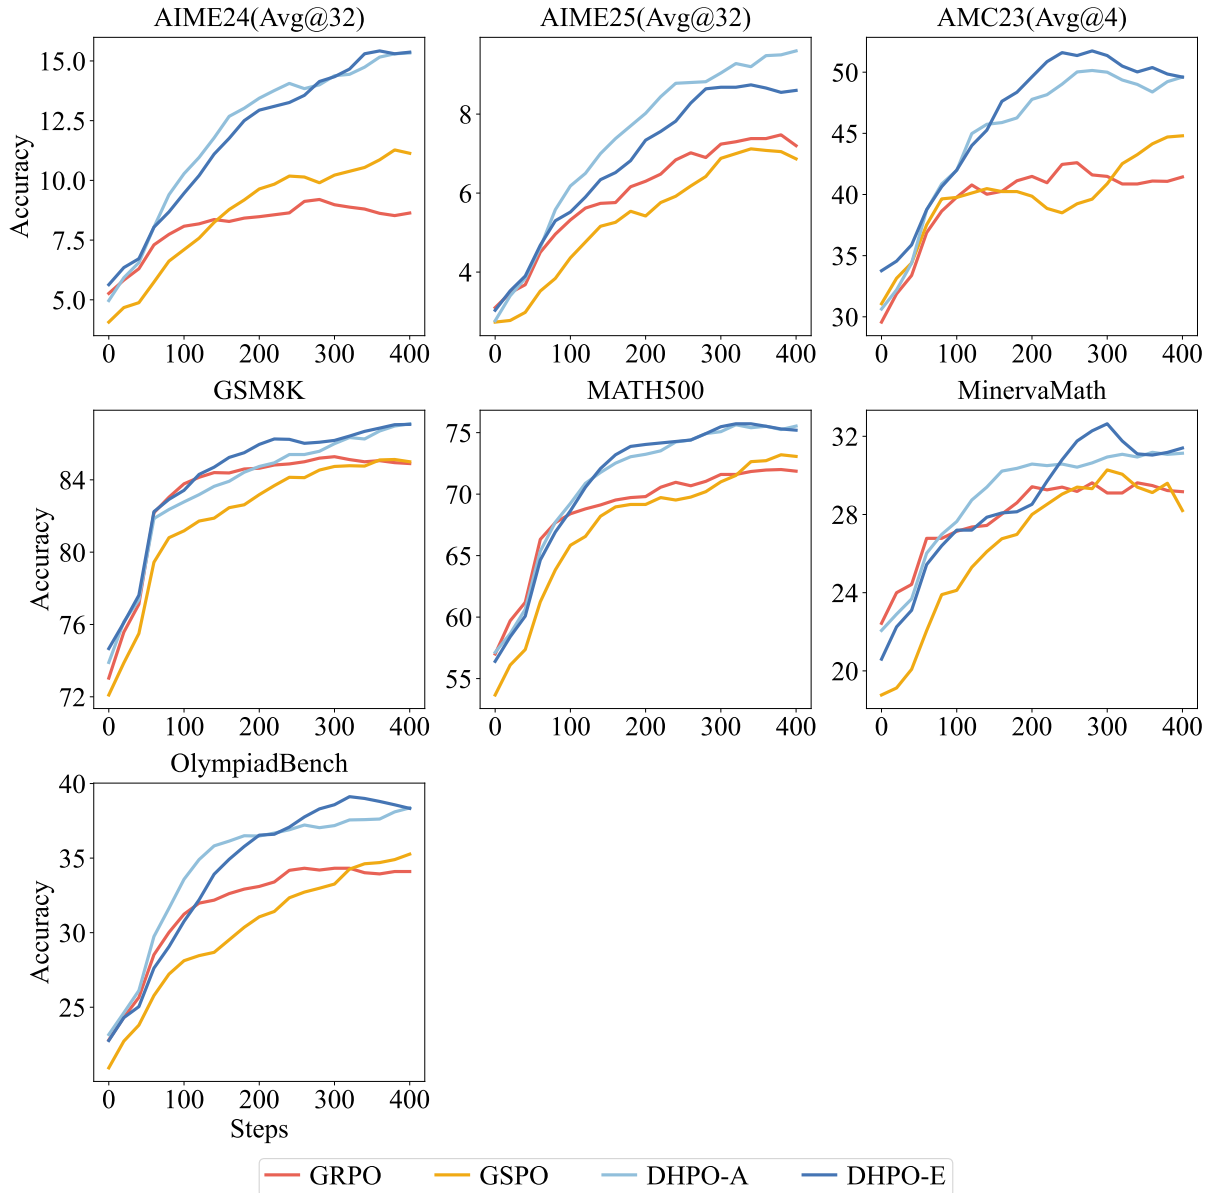 AIME24(Avg@32) AIME25(Avg@32) AMC23(Avg@4)
Accuracy
15.0
12.5
10.0
7.5
5.0
0 100 200 300 400
8
6
4
0 100 200 300 400
50
45
40
35
30
0 100 200 300 400
GSM8K MATH500 MinervaMath
Accuracy
84
80
76
72
0 100 200 300 400
75
70
65
60
55
0 100 200 300 400
32
28
24
20
0 100 200 300 400
OlympiadBench
Accuracy
40
35
30
25
0 100 200 300 400
Steps
GRPO GSPO DHPO-A DHPO-E